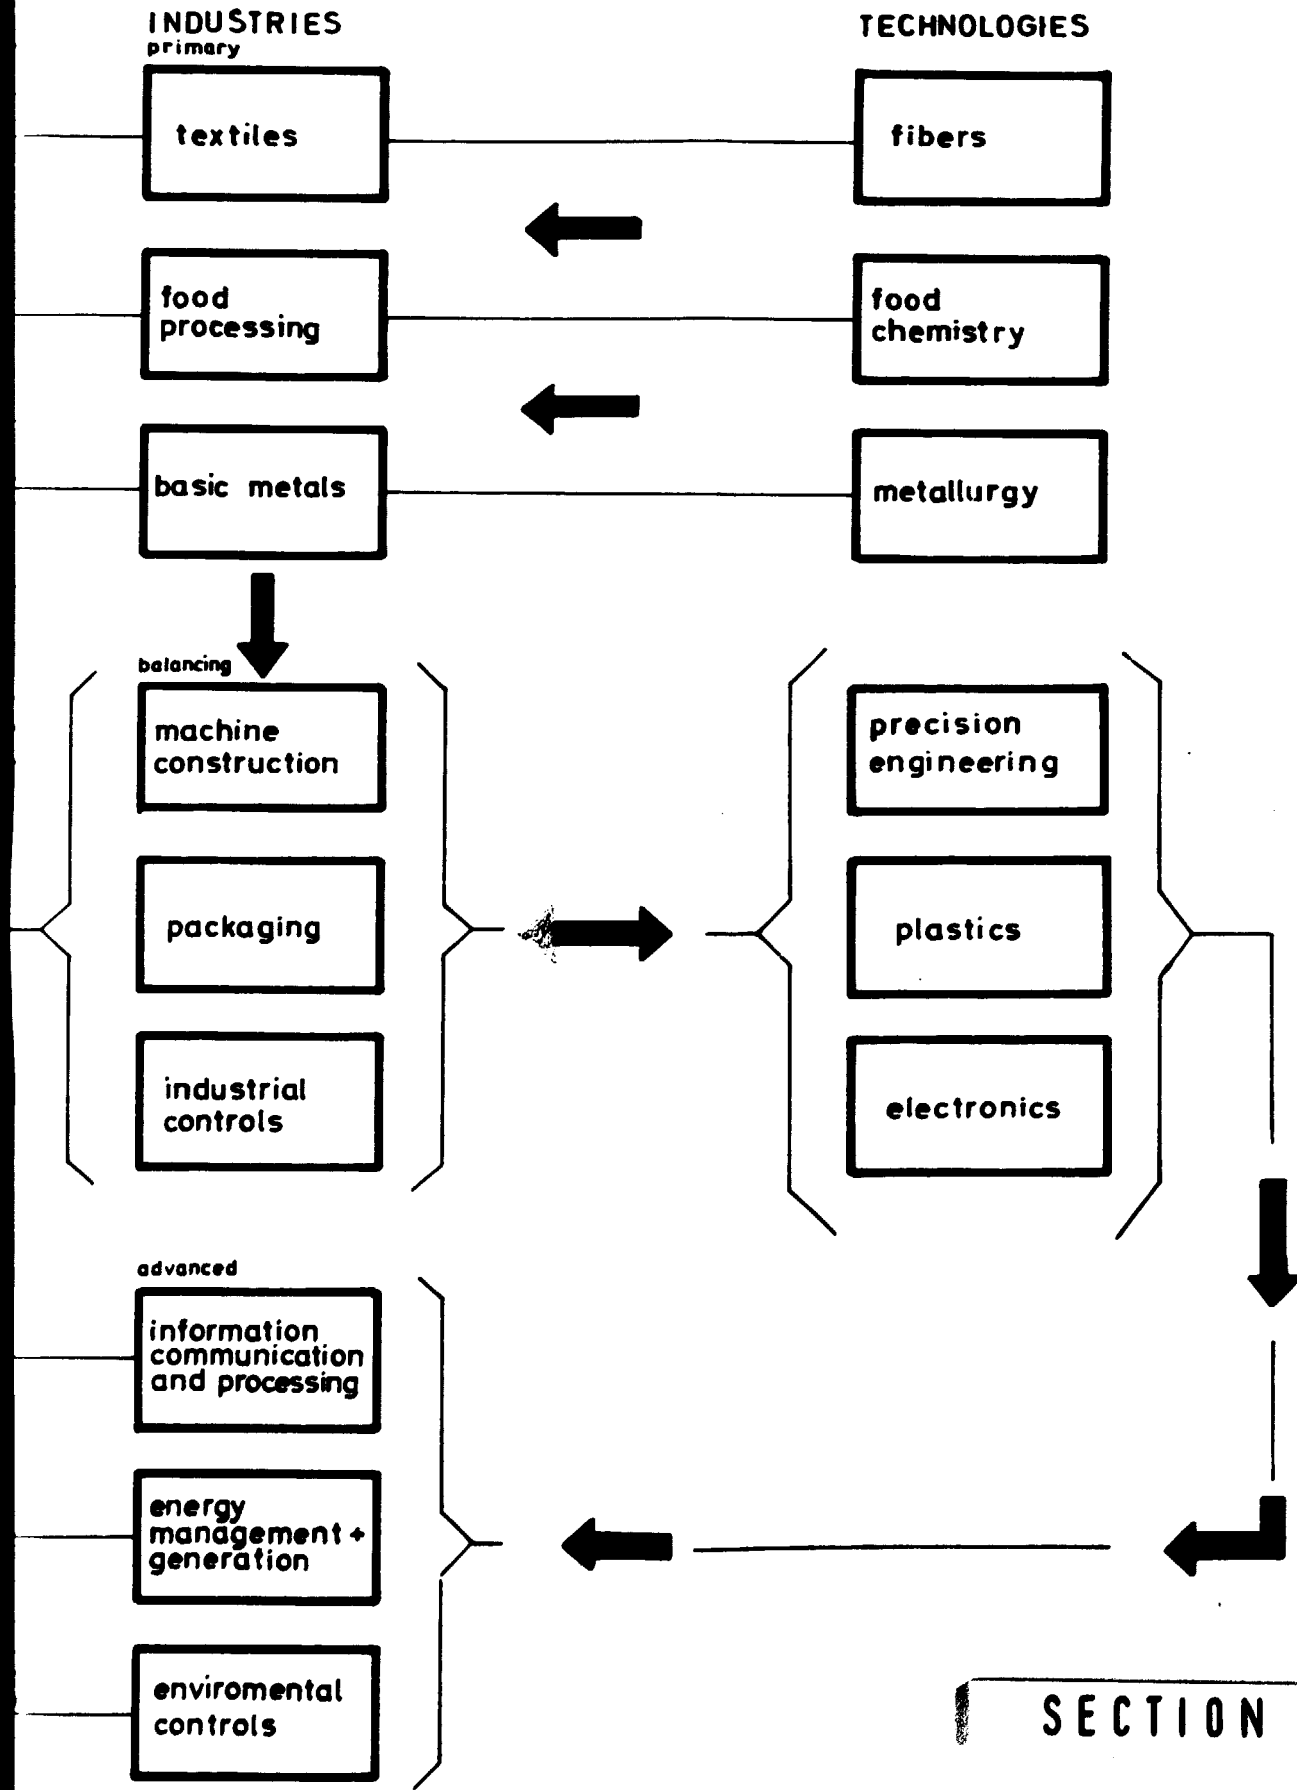 INDUSTRIES
TECHNOLOGIES
primary
textiles
fibers
food
processing
food
chemistry
basic metals
metallurgy
balancing
machine
construction
precision
engineering
packaging
plastics
industrial
controls
electronics
advanced
information
communication
and processing
energy
management +
generation
enviromental
controls
SECTION